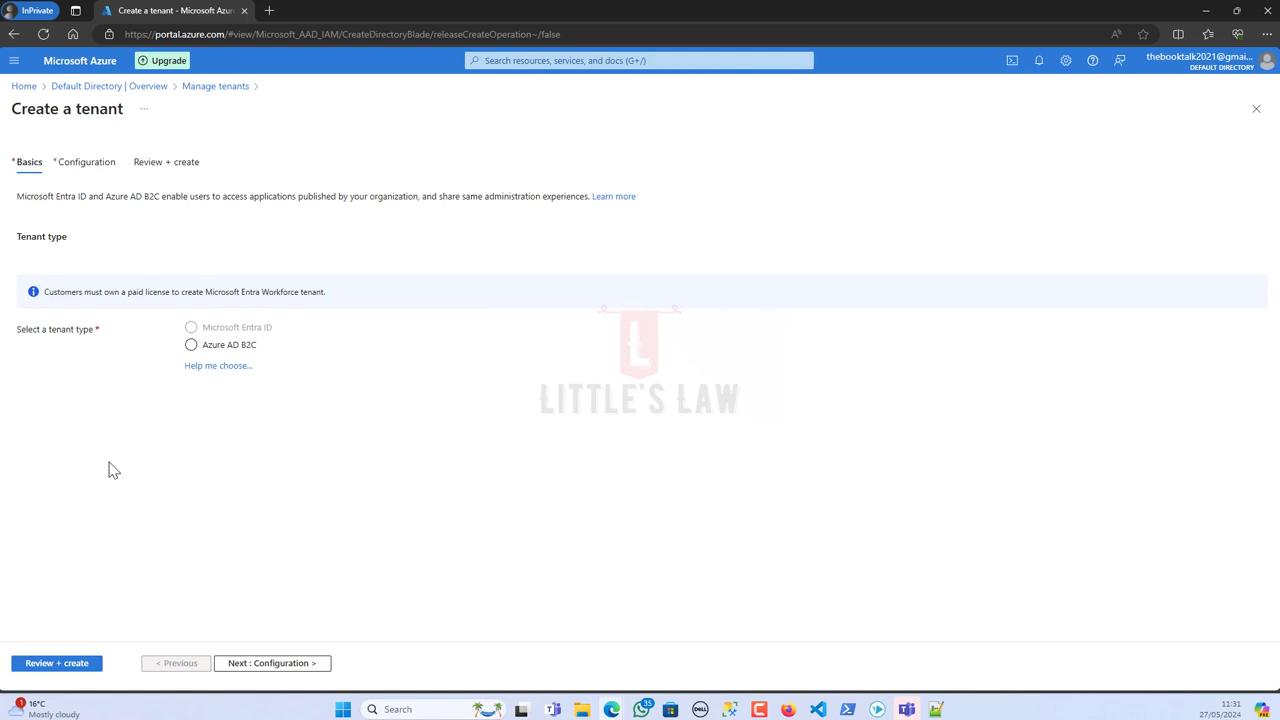 InPrivate
Create a tenant - Microsoft Azur
https://portal.azure.com/#view/Microsoft_AAD_IAM/CreateDirectoryBlade/releaseCreateOperation~/false
Microsoft Azure
Upgrade
Search resources, services, and docs (G+/)
thebooktalk2021@gmai...
DEFAULT DIRECTORY
Home > Default Directory | Overview > Manage tenants >
Create a tenant ...
* Basics * Configuration Review + create
Microsoft Entra ID and Azure AD B2C enable users to access applications published by your organization, and share same administration experiences. Learn more
Tenant type
Customers must own a paid license to create Microsoft Entra Workforce tenant.
Select a tenant type *
Microsoft Entra ID
Azure AD B2C
Help me choose...
L
LITTLE'S LAW
Review + create
< Previous
Next : Configuration >
1
16°C
Mostly cloudy
Search
35
DELL
11:31
27/05/2024